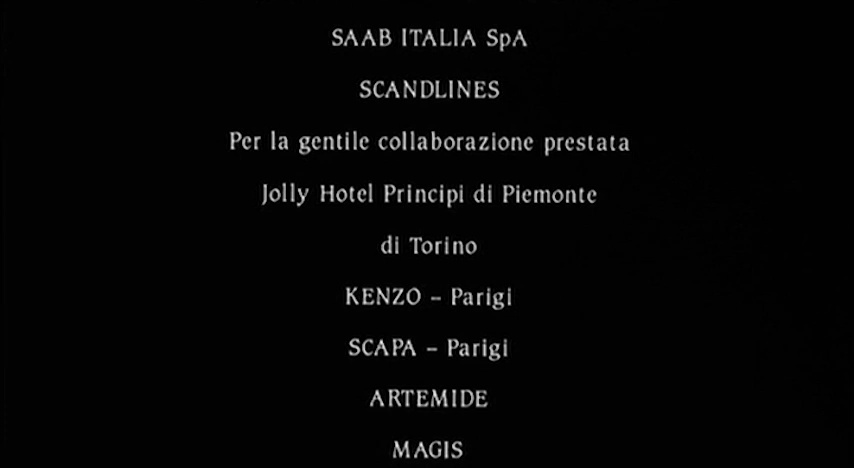 SAAB ITALIA SpA
SCANDLINES
Per la gentile collaborazione prestata
Jolly Hotel Principi di Piemonte
di Torino
KENZO – Parigi
SCAPA – Parigi
ARTEMIDE
MAGIS